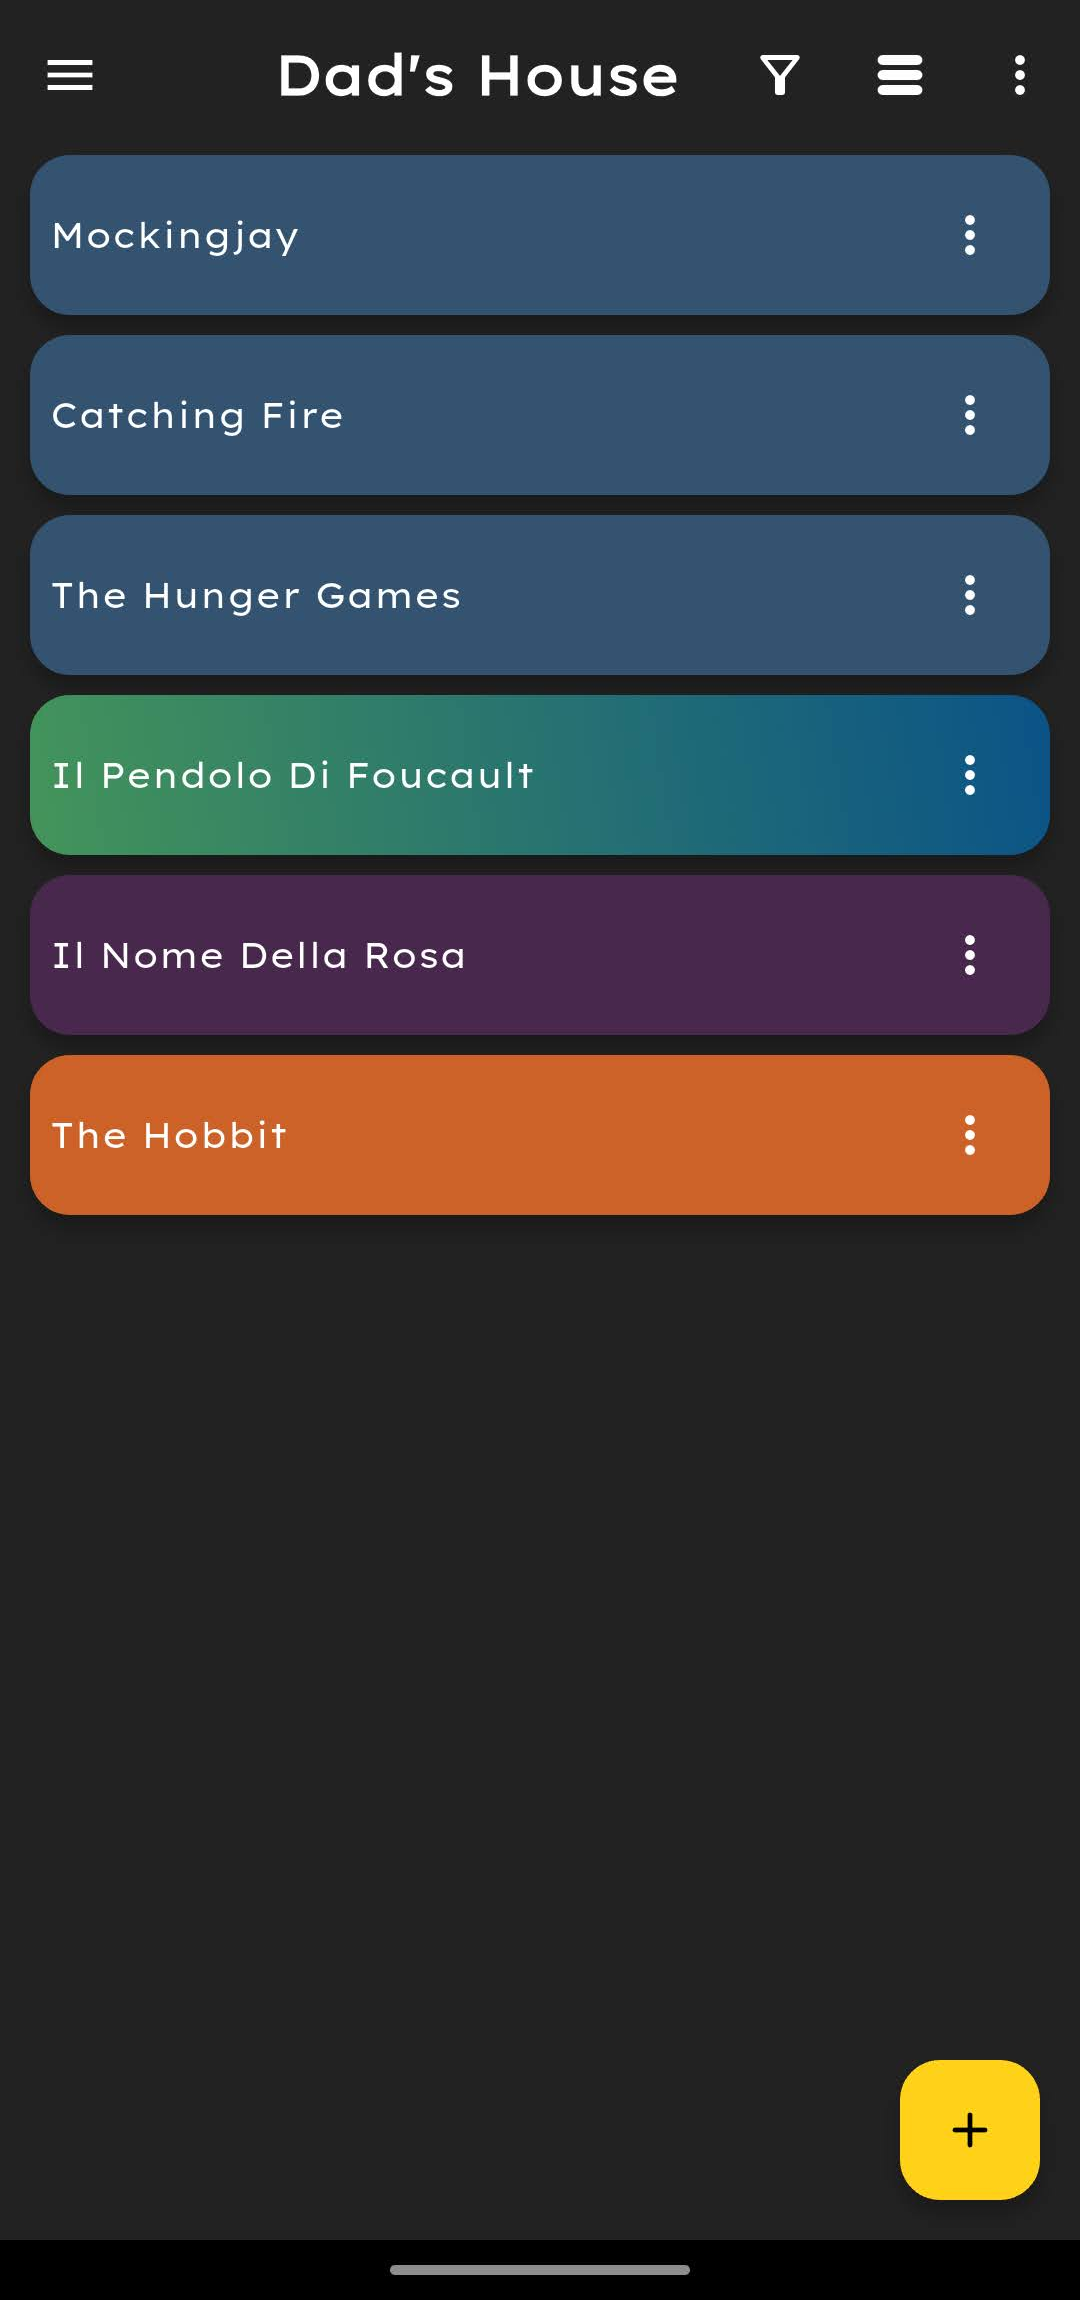 Dad's House
Mockingjay
Catching Fire
The Hunger Games
Il Pendolo Di Foucault
Il Nome Della Rosa
The Hobbit